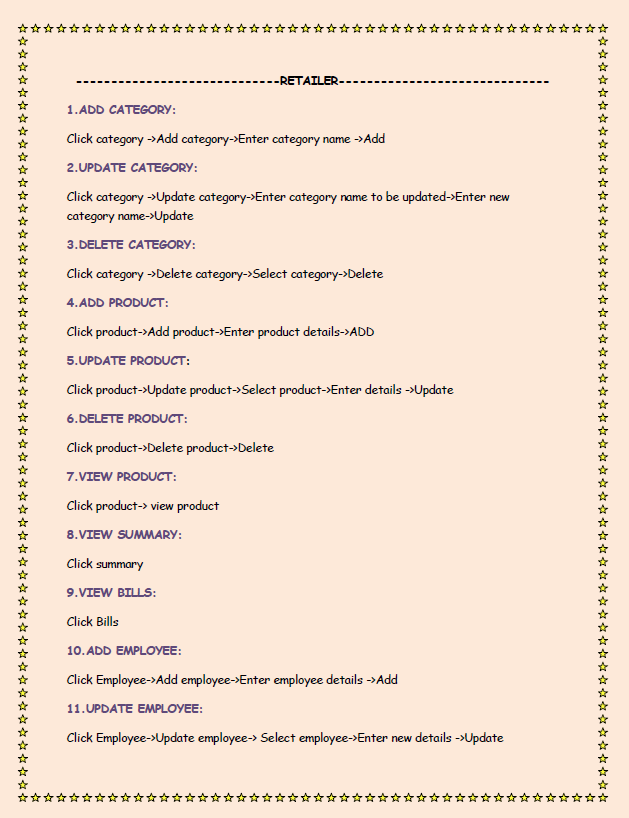 -----------------------------RETAILER------------------------------
1.ADD CATEGORY:
Click category ->Add category->Enter category name ->Add
2.UPDATE CATEGORY:
Click category ->Update category->Enter category name to be updated->Enter new
category name->Update
3.DELETE CATEGORY:
Click category ->Delete category->Select category->Delete
4.ADD PRODUCT:
Click product->Add product->Enter product details->ADD
5.UPDATE PRODUCT:
Click product->Update product->Select product->Enter details ->Update
6.DELETE PRODUCT:
Click product->Delete product->Delete
7.VIEW PRODUCT:
Click product-> view product
8.VIEW SUMMARY:
Click summary
9.VIEW BILLS:
Click Bills
10.ADD EMPLOYEE:
Click Employee->Add employee->Enter employee details ->Add
11.UPDATE EMPLOYEE:
Click Employee->Update employee-> Select employee->Enter new details ->Update